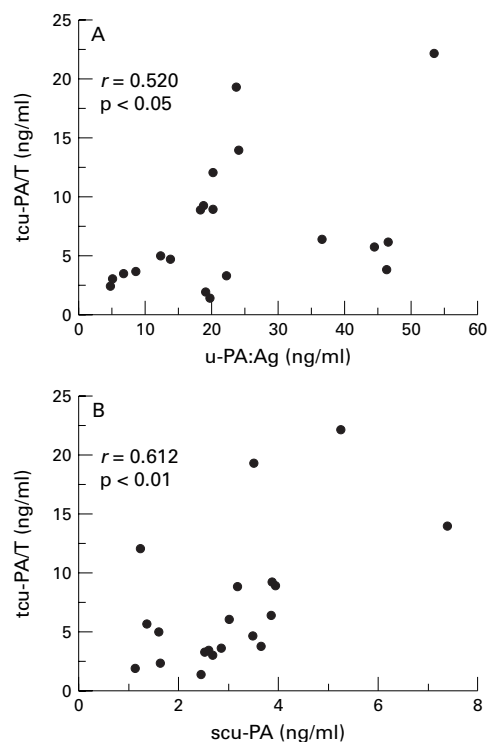 25
A
r = 0.520
p < 0.05
20
15
10
5
0
tcu-PA/T (ng/ml)
0 10 20 30 40 50 60
u-PA:Ag (ng/ml)
25
B
r = 0.612
p < 0.01
20
15
10
5
0
tcu-PA/T (ng/ml)
0 2 4 6 8
scu-PA (ng/ml)